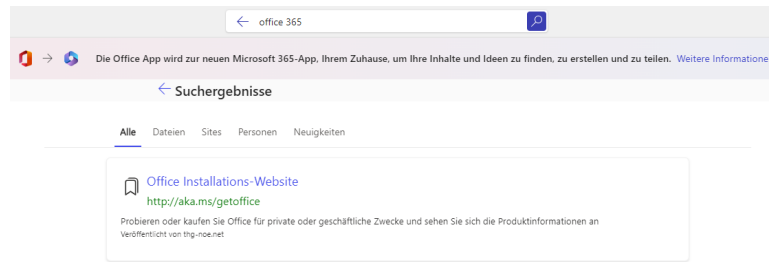 office 365
Die Office App wird zur neuen Microsoft 365-App, Ihrem Zuhause, um Ihre Inhalte und Ideen zu finden, zu erstellen und zu teilen. Weitere Informatione
Suchergebnisse
Alle Dateien Sites Personen Neuigkeiten
Office Installations-Website
http://aka.ms/getoffice
Probieren oder kaufen Sie Office für private oder geschäftliche Zwecke und sehen Sie sich die Produktinformationen an
Veröffentlicht von thg-noe.net